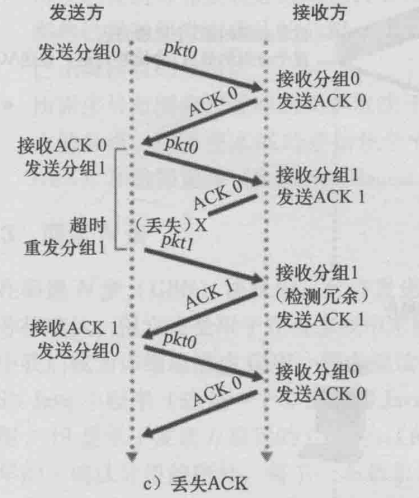 发送方
接收方
发送分组0
pkt0
接收分组0
发送ACK 0
ACK 0
接收ACK 0
发送分组1
pkt0
接收分组1
发送ACK 1
ACK 0
超时
重发分组1
(丢失)X
pkt1
接收分组1
(检测冗余)
发送ACK 1
ACK 1
接收ACK 1
发送分组0
pkt0
接收分组0
发送ACK 0
ACK 0
c) 丢失ACK